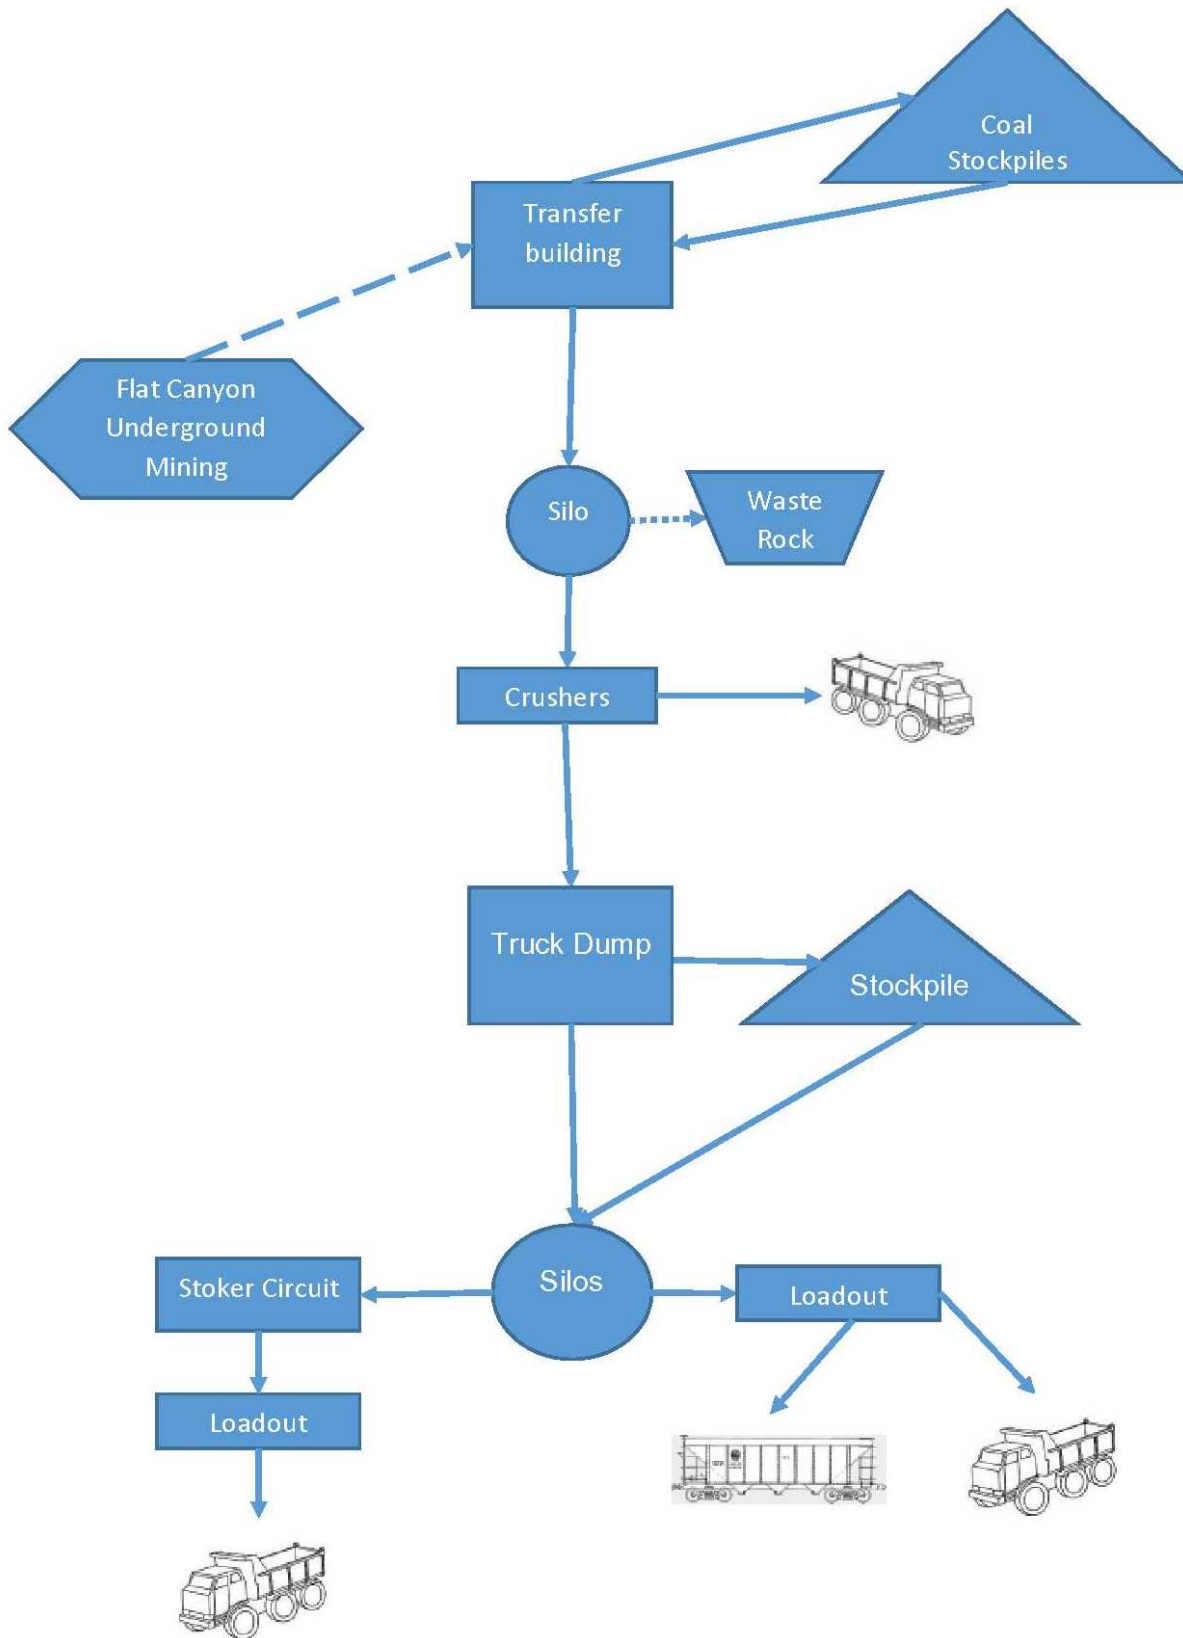 Coal
Stockpiles
Transfer
building
Flat Canyon
Underground
Mining
Silo
Waste
Rock
Crushers
Truck Dump
Stockpile
Silos
Stoker Circuit
Loadout
Loadout